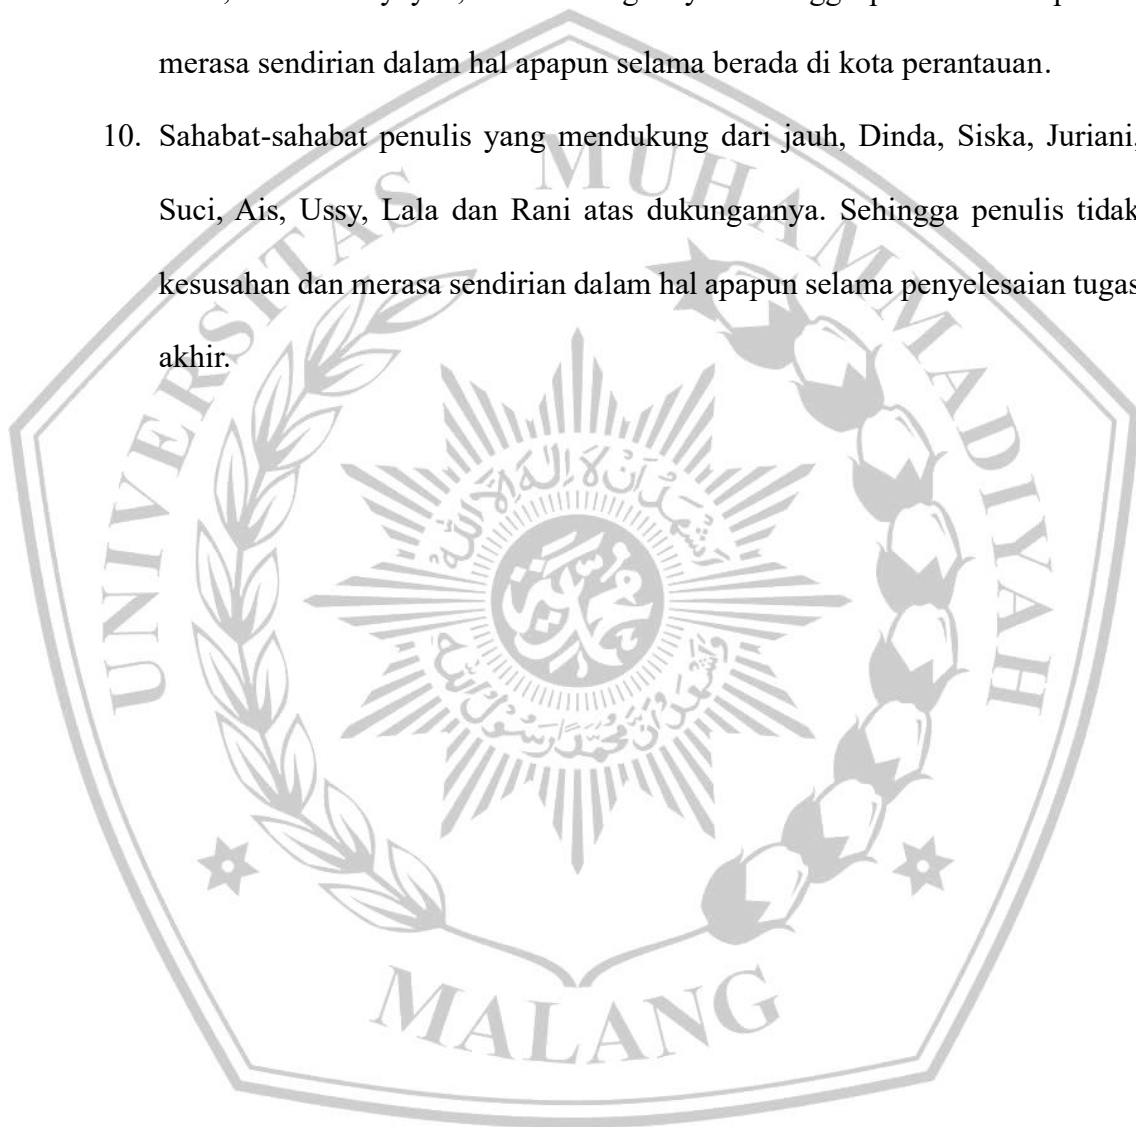 merasa sendirian dalam hal apapun selama berada di kota perantauan.
10. Sahabat-sahabat penulis yang mendukung dari jauh, Dinda, Siska, Juriani,
Suci, Ais, Ussy, Lala dan Rani atas dukungannya. Sehingga penulis tidak
kesusahan dan merasa sendirian dalam hal apapun selama penyelesaian tugas
akhir.
UNIVERSITAS MUHAMMADIYAH
MALANG